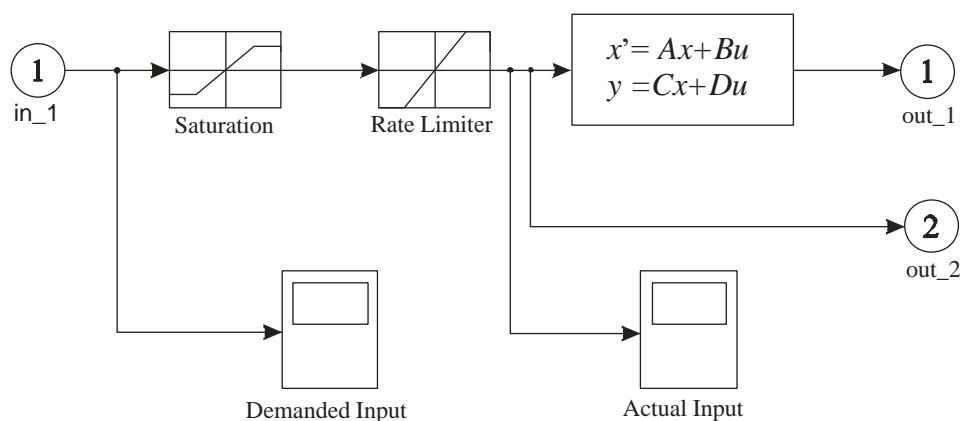 1
in_1
Saturation
Rate Limiter
x'= Ax+Bu
y = Cx+Du
1
out_1
2
out_2
Demanded Input
Actual Input